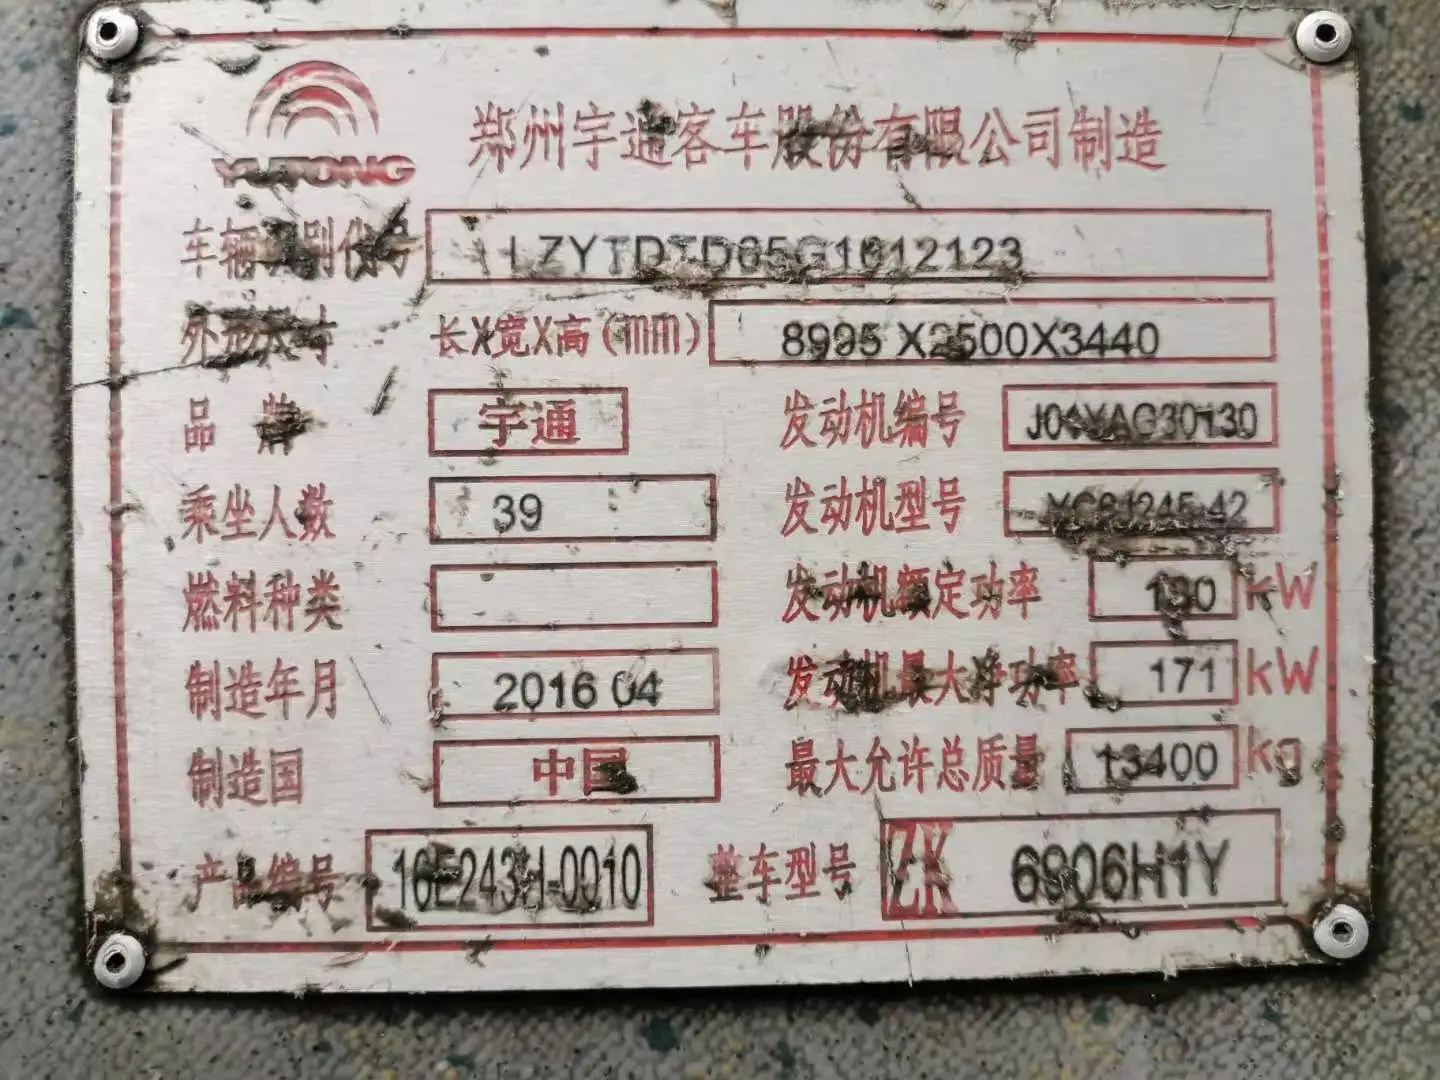 YUTONG
郑州宇通客车股份有限公司制造
车辆识别代号
外形尺寸 长X宽X高(mm) 8995 X2500X3440
品 牌 宇通 发动机编号
乘坐人数 39 发动机型号
燃料种类 发动机额定功率 kW
制造年月 2016 04 发动机最大净功率 171 kW
制造国 中国 最大允许总质量 13400 kg
产品编号 整车型号 ZK 6906H1Y